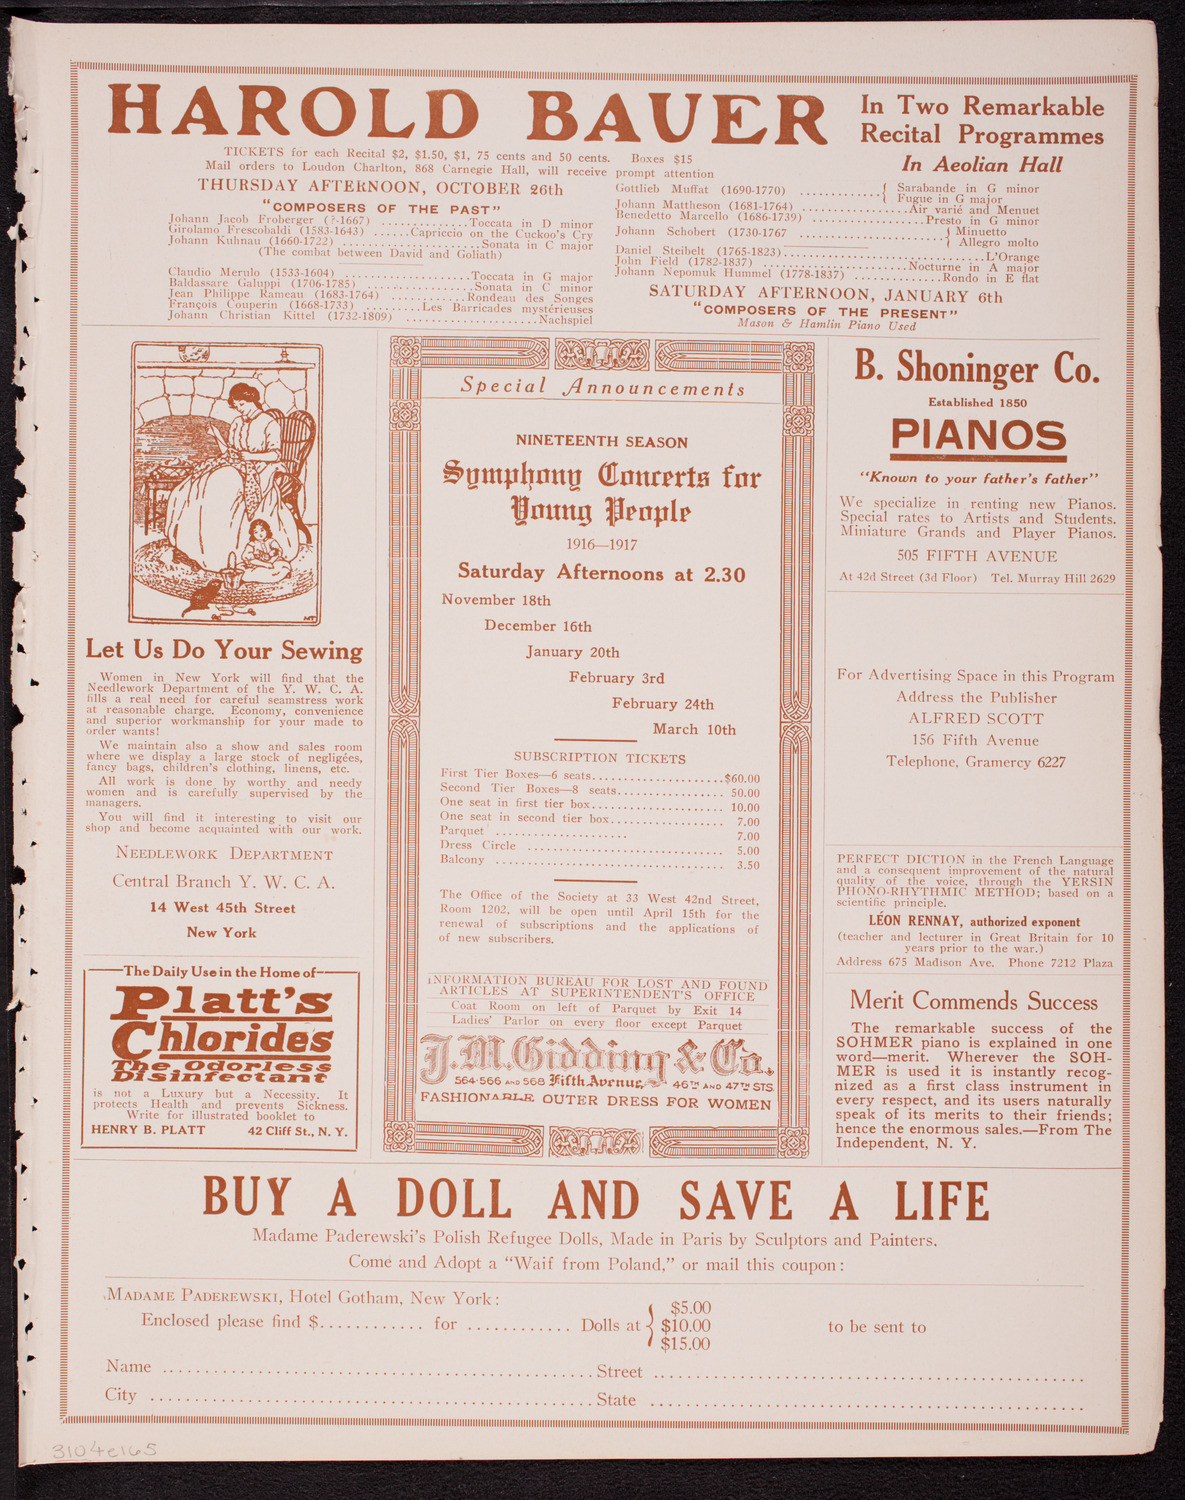 HAROLD BAUER
In Two Remarkable
Recital Programmes
In Aeolian Hall
TICKETS for each Recital $2, $1.50, $1, 75 cents and 50 cents. Boxes $15
Mail orders to Loudon Charlton, 868 Carnegie Hall, will receive prompt attention
THURSDAY AFTERNOON, OCTOBER 26th
"COMPOSERS OF THE PAST"
Johann Jacob Froberger (?-1667) ..............Toccata in D minor
Girolamo Frescobaldi (1583-1643) ......Capriccio on the Cuckoo's Cry
Johann Kuhnau (1660-1722) ......................Sonata in C major
(The combat between David and Goliath)
Claudio Merulo (1533-1604) ....................Toccata in G major
Baldassare Galuppi (1706-1785) ................Sonata in C minor
Jean Philippe Rameau (1683-1764) ............Rondeau des Songes
François Couperin (1668-1733) .........Les Barricades mystérieuses
Johann Christian Kittel (1732-1809) .....................Nachspiel
Gottlieb Muffat (1690-1770) ............{ Sarabande in G minor
{ Fugue in G major
Johann Mattheson (1681-1764) ................Air varié and Menuet
Benedetto Marcello (1686-1739) .................Presto in G minor
Johann Schobert (1730-1767 ......................} Minuetto
} Allegro molto
Daniel Steibelt (1765-1823)..............................L'Orange
John Field (1782-1837) .......................Nocturne in A major
Johann Nepomuk Hummel (1778-1837) ..............Rondo in E flat
SATURDAY AFTERNOON, JANUARY 6th
"COMPOSERS OF THE PRESENT"
Mason & Hamlin Piano Used
Let Us Do Your Sewing
Women in New York will find that the
Needlework Department of the Y. W. C. A.
fills a real need for careful seamstress work
at reasonable charge. Economy, convenience
and superior workmanship for your made to
order wants!
We maintain also a show and sales room
where we display a large stock of negligées,
fancy bags, children's clothing, linens, etc.
All work is done by worthy and needy
women and is carefully supervised by the
managers.
You will find it interesting to visit our
shop and become acquainted with our work.
NEEDLEWORK DEPARTMENT
Central Branch Y. W. C. A.
14 West 45th Street
New York
The Daily Use in the Home of
Platt's
Chlorides
The Odorless
Disinfectant
is not a Luxury but a Necessity. It
protects Health and prevents Sickness.
Write for illustrated booklet to
HENRY B. PLATT 42 Cliff St., N. Y.
Special Announcements
NINETEENTH SEASON
Symphony Concerts for
Young People
1916—1917
Saturday Afternoons at 2.30
November 18th
December 16th
January 20th
February 3rd
February 24th
March 10th
SUBSCRIPTION TICKETS
First Tier Boxes—6 seats.....................$60.00
Second Tier Boxes—8 seats................. 50.00
One seat in first tier box..................... 10.00
One seat in second tier box.................. 7.00
Parquet ..................... 7.00
Dress Circle ................................ 5.00
Balcony ..................................... 3.50
The Office of the Society at 33 West 42nd Street,
Room 1202, will be open until April 15th for the
renewal of subscriptions and the applications of
of new subscribers.
INFORMATION BUREAU FOR LOST AND FOUND
ARTICLES AT SUPERINTENDENT'S OFFICE
Coat Room on left of Parquet by Exit 14
Ladies' Parlor on every floor except Parquet
J.M. Gidding & Co.
564-566 AND 568 Fifth Avenue, 46TH AND 47TH STS.
FASHIONABLE OUTER DRESS FOR WOMEN
B. Shoninger Co.
Established 1850
PIANOS
"Known to your father's father"
We specialize in renting new Pianos.
Special rates to Artists and Students.
Miniature Grands and Player Pianos.
505 FIFTH AVENUE
At 42d Street (3d Floor) Tel. Murray Hill 2629
For Advertising Space in this Program
Address the Publisher
ALFRED SCOTT
156 Fifth Avenue
Telephone, Gramercy 6227
PERFECT DICTION in the French Language
and a consequent improvement of the natural
quality of the voice, through the YERSIN
PHONO-RHYTHMIC METHOD; based on a
scientific principle.
LÉON RENNAY, authorized exponent
(teacher and lecturer in Great Britain for 10
years prior to the war.)
Address 675 Madison Ave. Phone 7212 Plaza
Merit Commends Success
The remarkable success of the
SOHMER piano is explained in one
word—merit. Wherever the SOH-
MER is used it is instantly recog-
nized as a first class instrument in
every respect, and its users naturally
speak of its merits to their friends;
hence the enormous sales.—From The
Independent, N. Y.
BUY A DOLL AND SAVE A LIFE
Madame Paderewski's Polish Refugee Dolls, Made in Paris by Sculptors and Painters,
Come and Adopt a "Waif from Poland," or mail this coupon:
MADAME PADEREWSKI, Hotel Gotham, New York:
Enclosed please find $............ for ............ Dolls at { $5.00
$10.00
$15.00
to be sent to
Name .................................................Street ..................................................
City ...................................................State ..................................................
3104e165